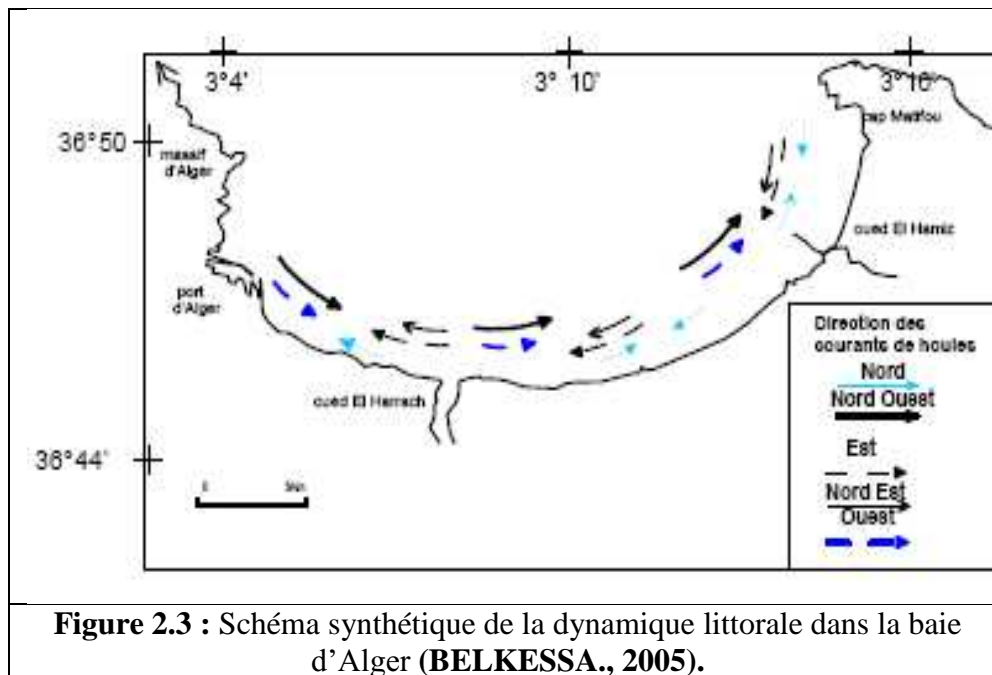 3°4' 3° 10' 3° 16'
36°50
massif
d'Alger
cap Matifou
oued El Hamiz
port
d'Alger
oued El Harrach
36°44'
0
Direction des
courants de houles
Nord
Nord Ouest
Est
Nord Est
Ouest
Figure 2.3 : Schéma synthétique de la dynamique littorale dans la baie
d'Alger (BELKESSA., 2005).